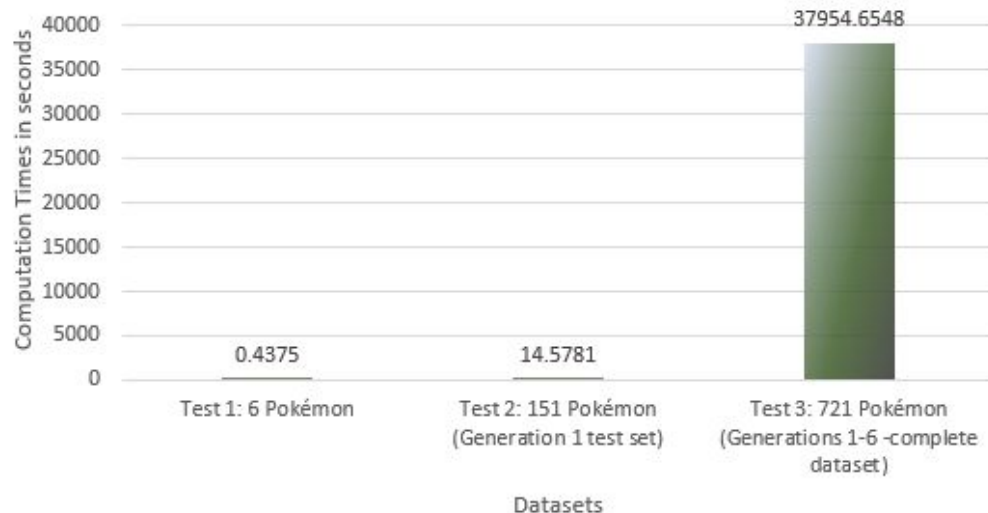 Computation Times in seconds
40000
35000
30000
25000
20000
15000
10000
5000
0
0.4375
14.5781
37954.6548
Test 1: 6 Pokémon
Test 2: 151 Pokémon
(Generation 1 test set)
Test 3: 721 Pokémon
(Generations 1-6 -complete
dataset)
Datasets